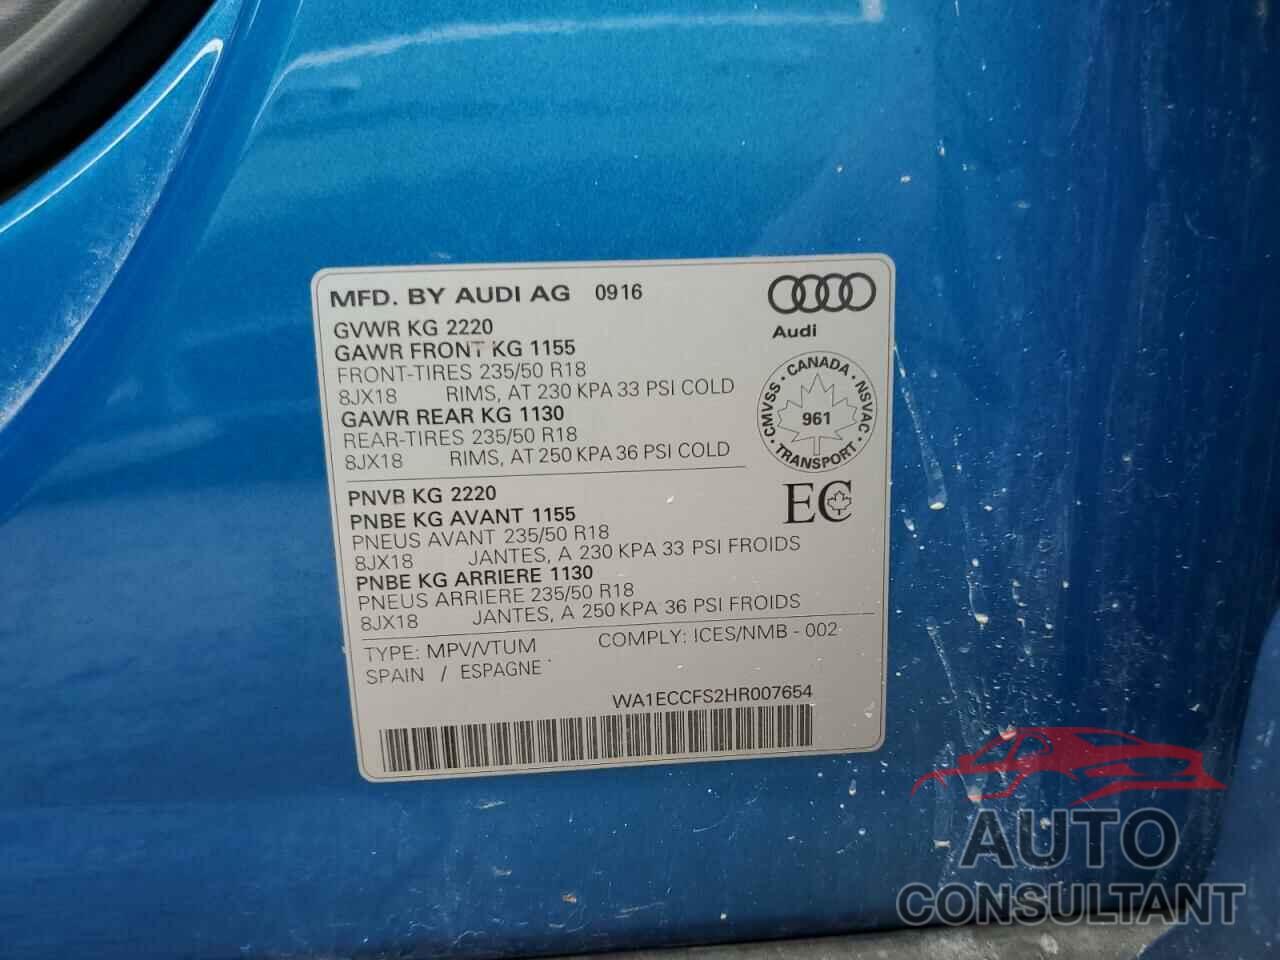 MFD. BY AUDI AG 0916
Audi
GVWR KG 2220
GAWR FRONT KG 1155
FRONT-TIRES 235/50 R18
8JX18 RIMS, AT 230 KPA 33 PSI COLD
GAWR REAR KG 1130
REAR-TIRES 235/50 R18
8JX18 RIMS, AT 250 KPA 36 PSI COLD
CMVSS · CANADA · NSVAC · TRANSPORT ·
961
PNVB KG 2220
PNBE KG AVANT 1155
PNEUS AVANT 235/50 R18
8JX18 JANTES, A 230 KPA 33 PSI FROIDS
PNBE KG ARRIERE 1130
PNEUS ARRIERE 235/50 R18
8JX18 JANTES, A 250 KPA 36 PSI FROIDS
EC
TYPE: MPV/VTUM COMPLY: ICES/NMB - 002
SPAIN / ESPAGNE
WA1ECCFS2HR007654
AUTO
CONSULTANT